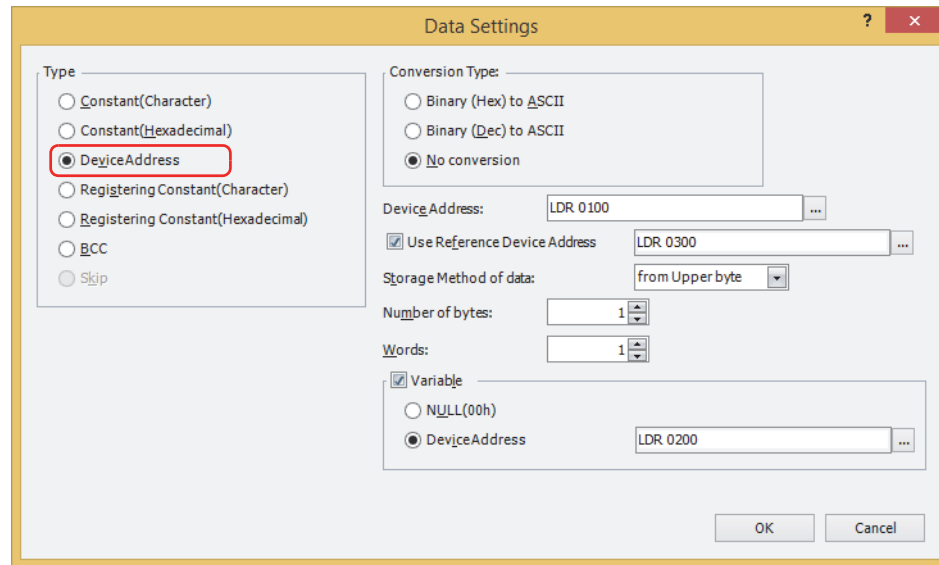 Data Settings
?
Type
Constant(Character)
Constant(Hexadecimal)
DeviceAddress
Registering Constant(Character)
Registering Constant(Hexadecimal)
BCC
Skip
Conversion Type:
Binary (Hex) to ASCII
Binary (Dec) to ASCII
No conversion
Device Address: LDR 0100 ...
Use Reference Device Address LDR 0300 ...
Storage Method of data: from Upper byte
Number of bytes: 1
Words: 1
Variable
NULL(00h)
DeviceAddress LDR 0200 ...
OK Cancel